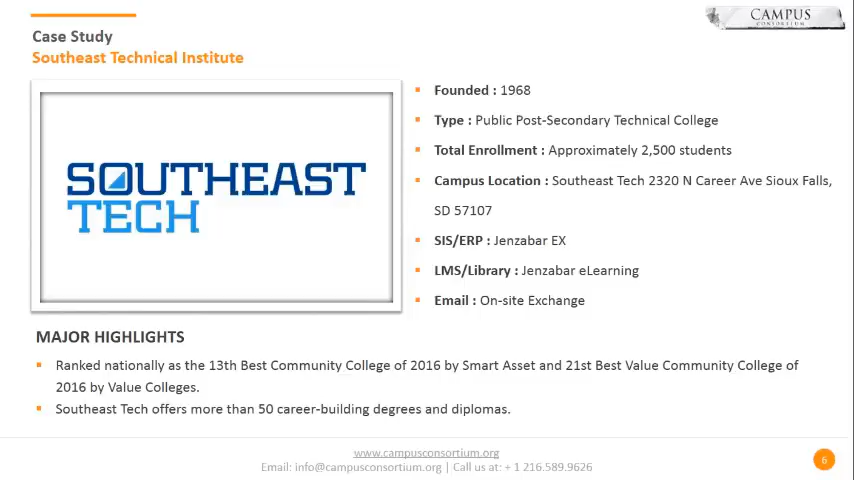 CAMPUS
CONSORTIUM
Case Study
Southeast Technical Institute
SOUTHEAST
TECH
Founded : 1968
Type : Public Post-Secondary Technical College
Total Enrollment : Approximately 2,500 students
Campus Location : Southeast Tech 2320 N Career Ave Sioux Falls,
SD 57107
SIS/ERP : Jenzabar EX
LMS/Library : Jenzabar eLearning
Email : On-site Exchange
MAJOR HIGHLIGHTS
Ranked nationally as the 13th Best Community College of 2016 by Smart Asset and 21st Best Value Community College of
2016 by Value Colleges.
Southeast Tech offers more than 50 career-building degrees and diplomas.
www.campusconsortium.org
Email: info@campusconsortium.org | Call us at: + 1 216.589.9626
6